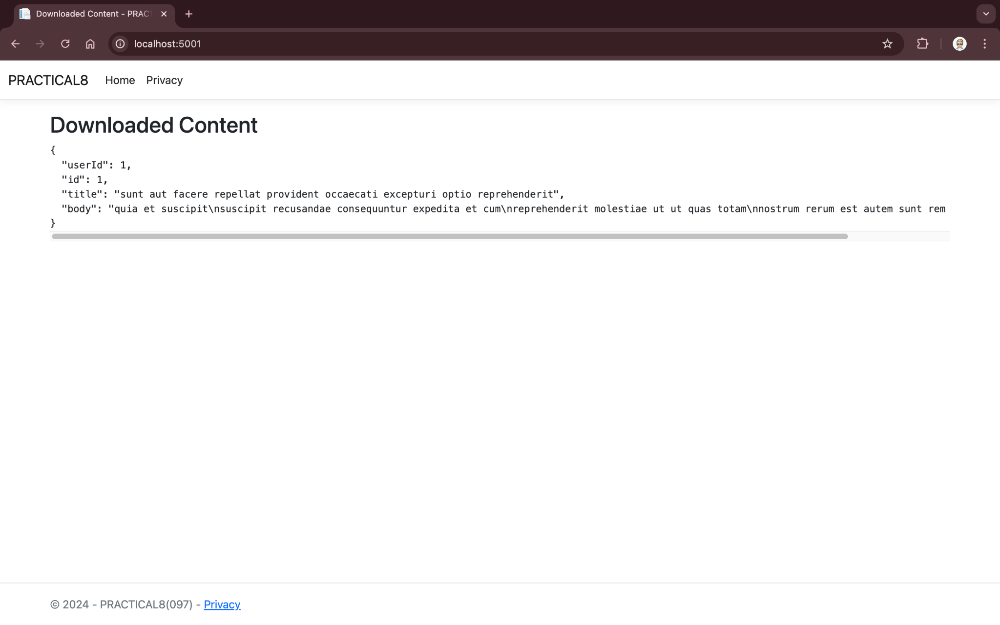 Downloaded Content - PRAC
localhost:5001
PRACTICAL8 Home Privacy
Downloaded Content
{
  "userId": 1,
  "id": 1,
  "title": "sunt aut facere repellat provident occaecati excepturi optio reprehenderit",
  "body": "quia et suscipit\nsuscipit recusandae consequuntur expedita et cum\nreprehenderit molestiae ut ut quas totam\nnostrum rerum est autem sunt rem
}
© 2024 - PRACTICAL8(097) - Privacy